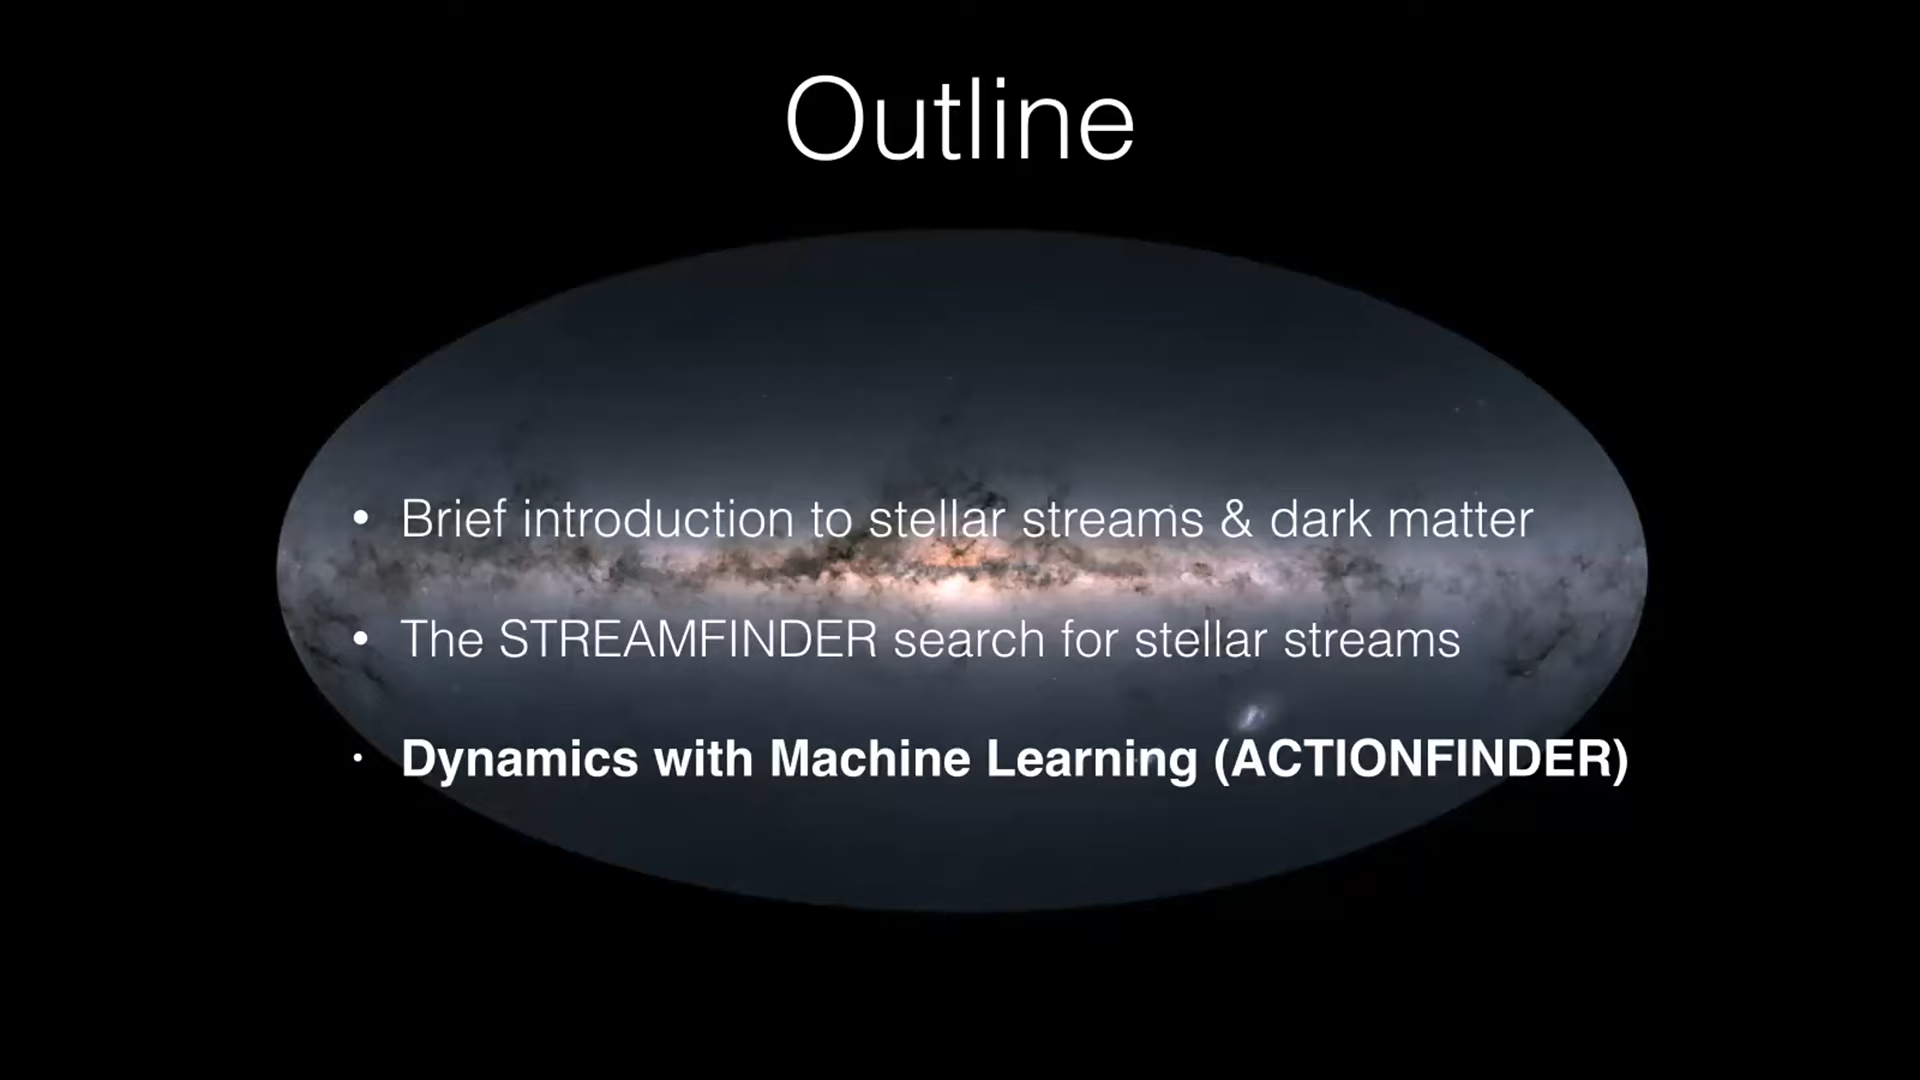 Outline
• Brief introduction to stellar streams & dark matter
• The STREAMFINDER search for stellar streams
• Dynamics with Machine Learning (ACTIONFINDER)